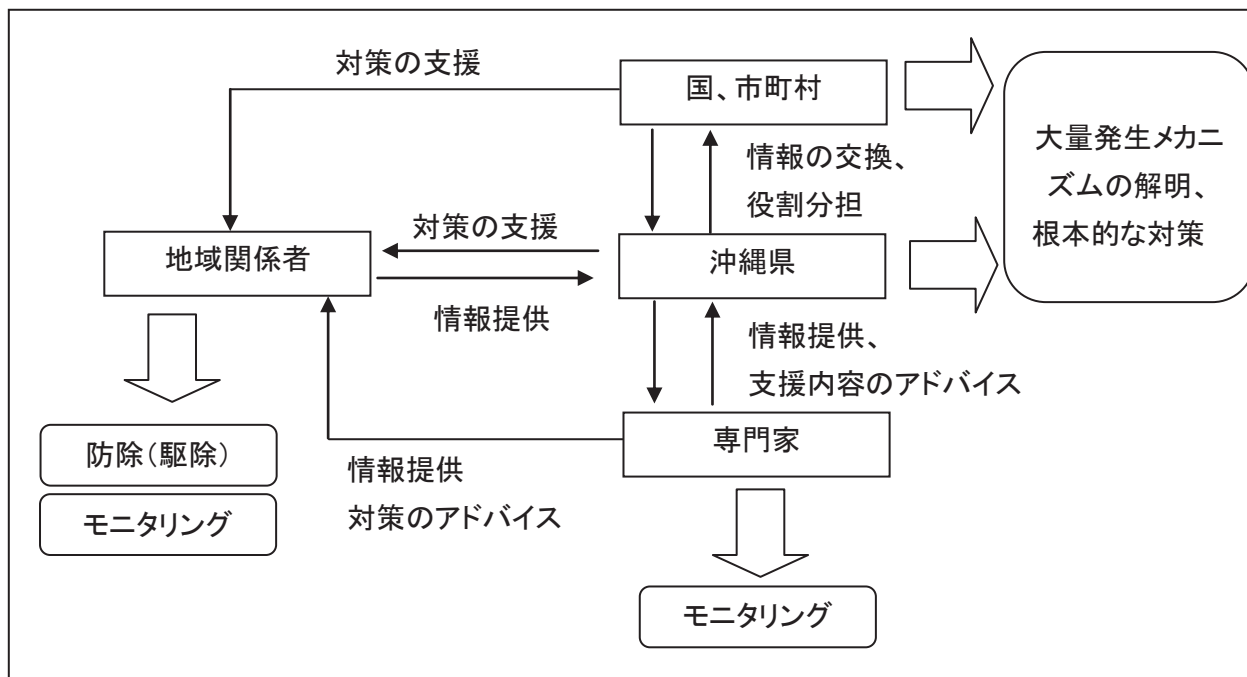 対策の支援
国、市町村
大量発生メカニ
ズムの解明、
根本的な対策
情報の交換、
役割分担
対策の支援
地域関係者
沖縄県
情報提供
情報提供、
支援内容のアドバイス
専門家
防除（駆除）
情報提供
対策のアドバイス
モニタリング
モニタリング